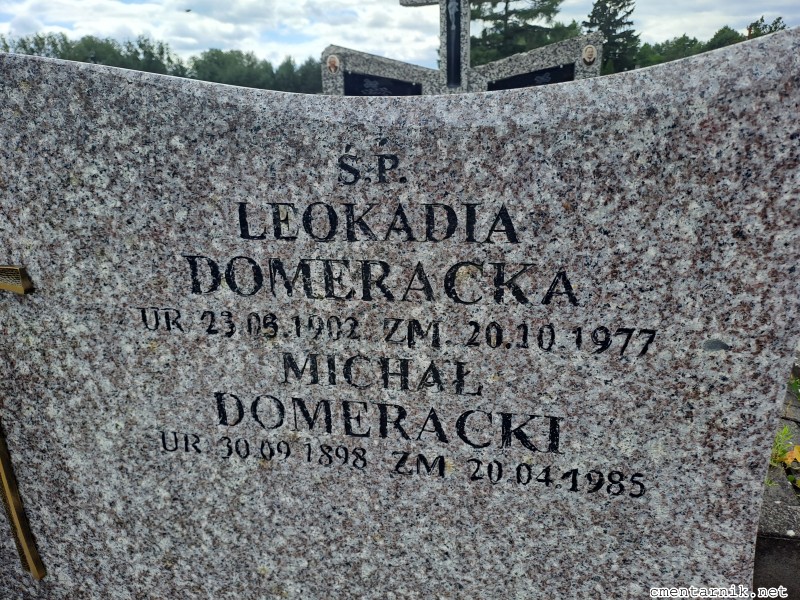 Ś.P.
LEOKADIA
DOMERACKA
UR 23.05.1902 ZM. 20.10.1977
MICHAŁ
DOMERACKI
UR 30.09 1898 ZM 20 04.1985
cmentarnik.net